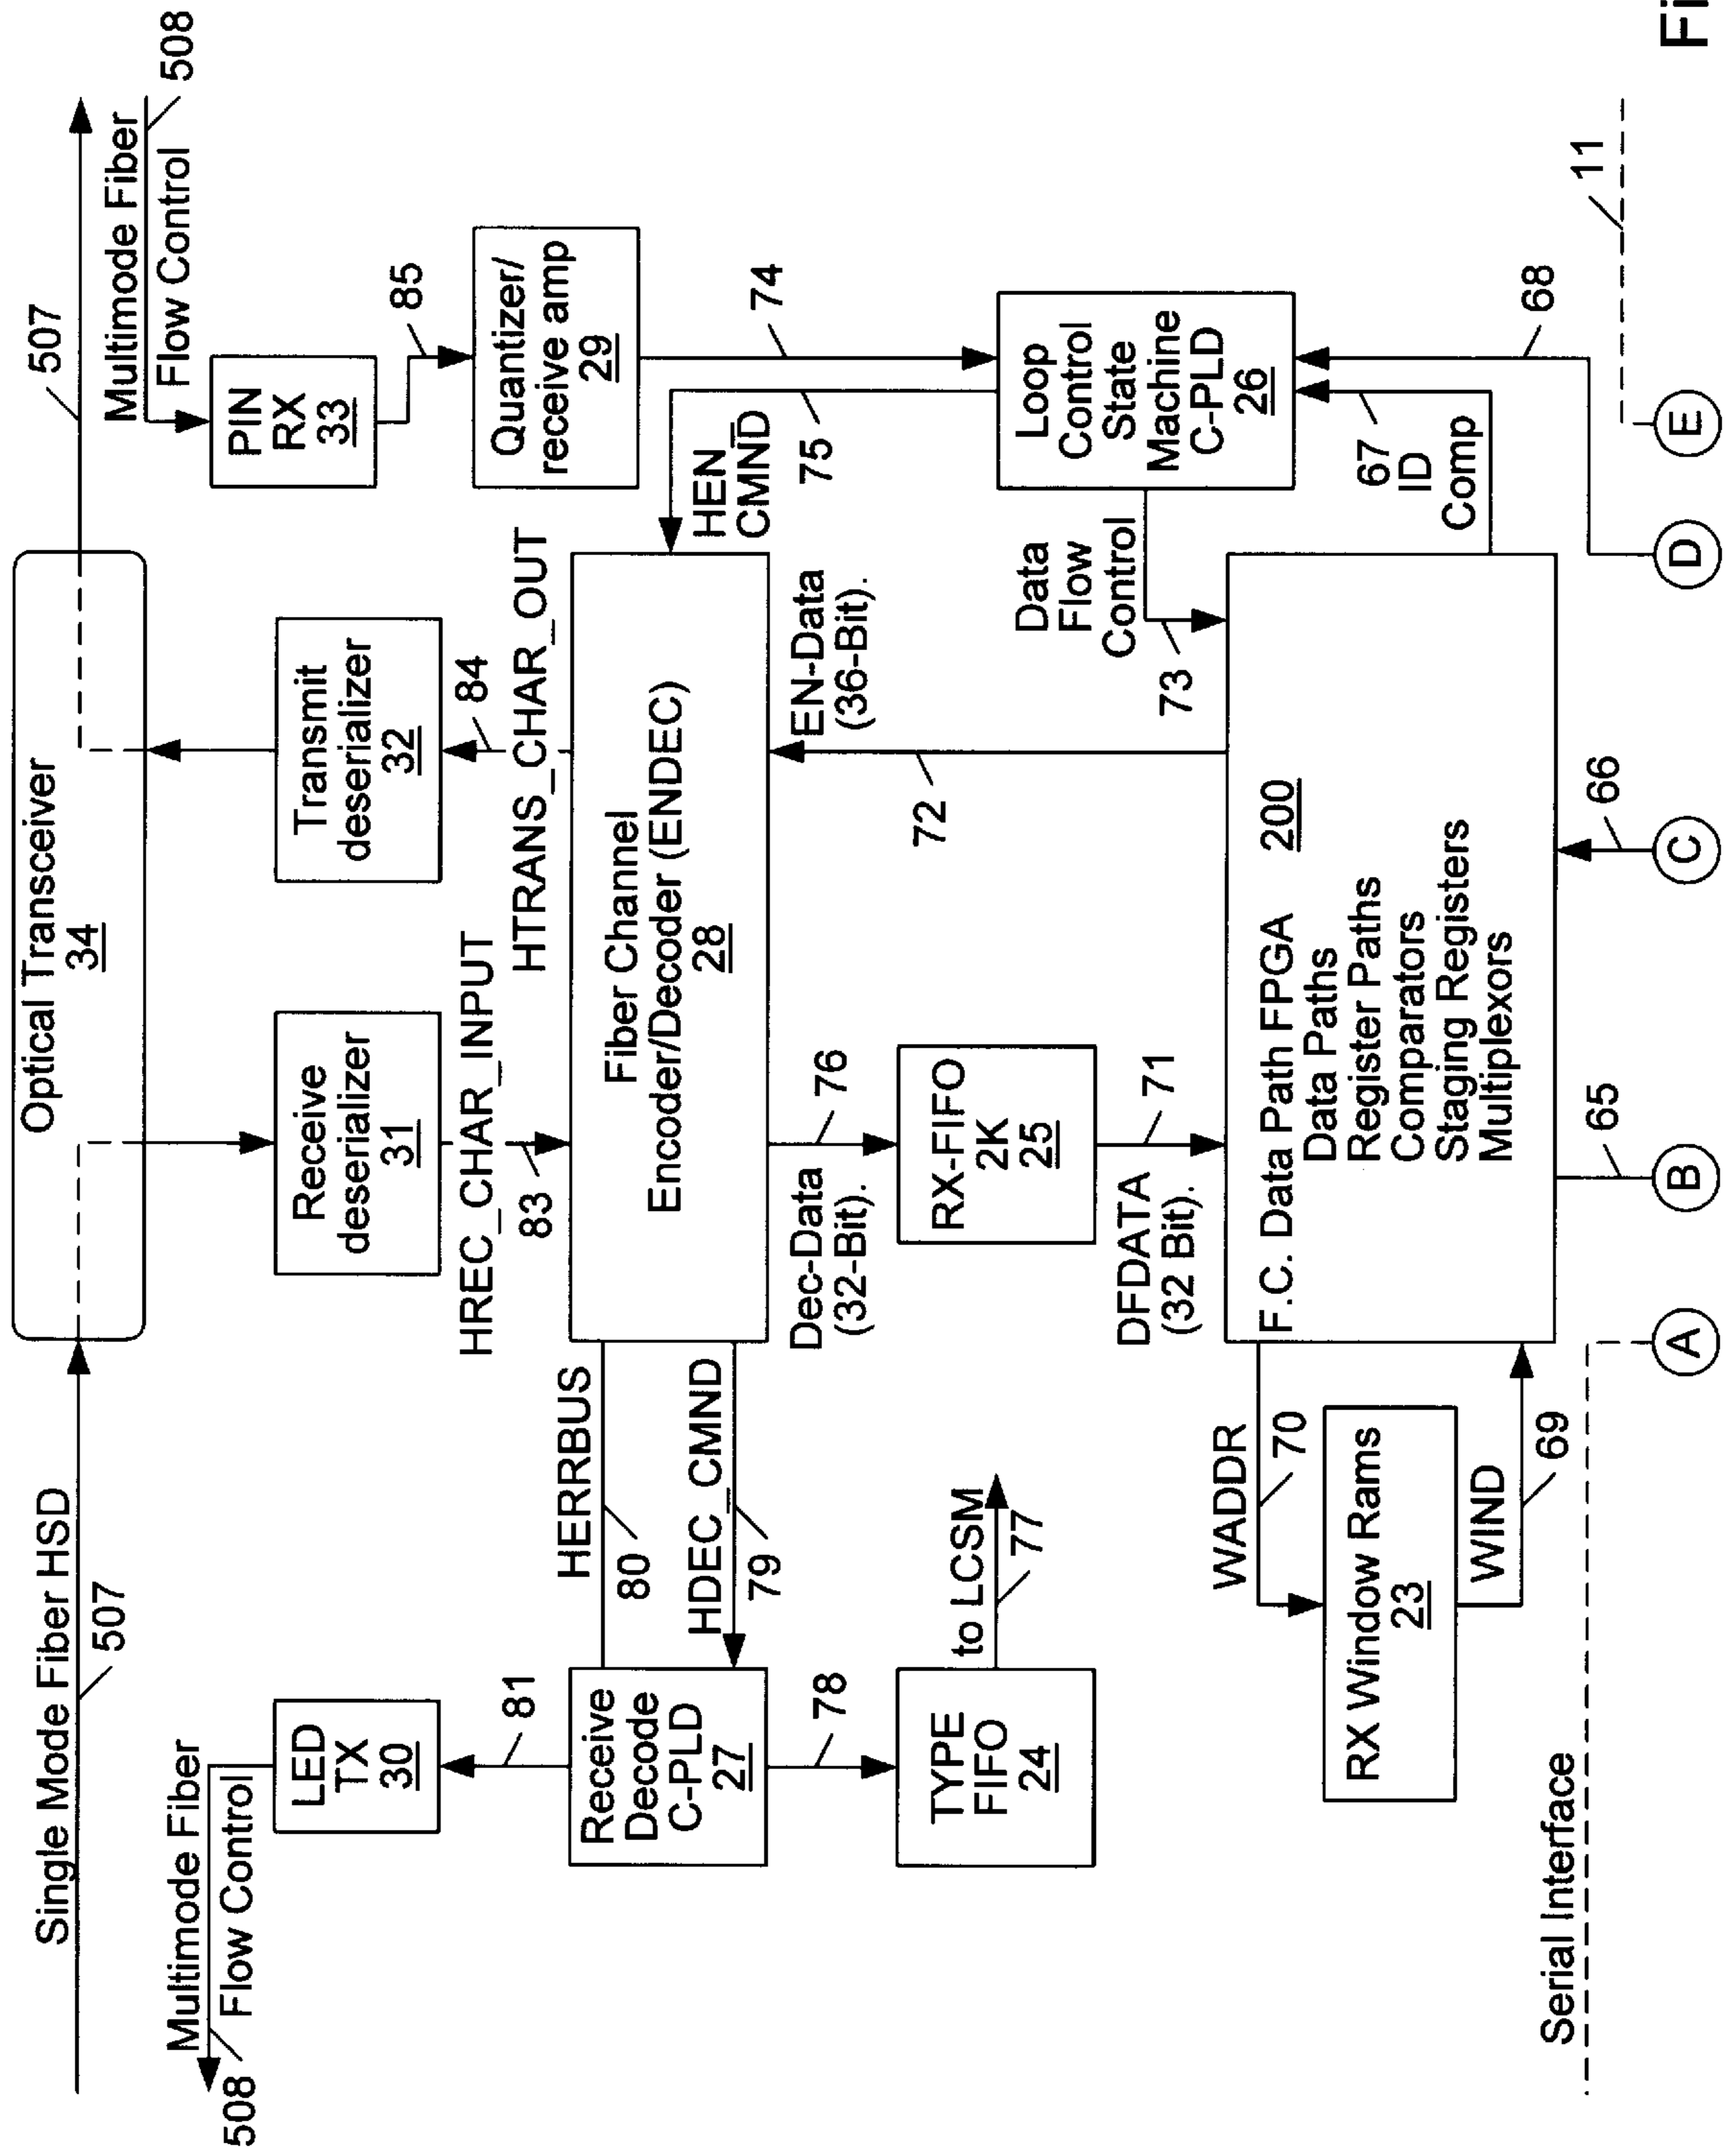 Single Mode Fiber HSD
507
Optical Transceiver
34
507
Multimode Fiber
Flow Control
508
Multimode Fiber
Flow Control
508
LED
TX
30
Receive
deserializer
31
Transmit
deserializer
32
PIN
RX
33
85
81
HREC_CHAR_INPUT
83
HTRANS_CHAR_OUT
84
Quantizer/
receive amp
29
Receive
Decode
C-PLD
27
HERRBUS
80
HDEC_CMND
79
Fiber Channel
Encoder/Decoder (ENDEC)
28
HEN_
CMND
75
74
78
Dec-Data
(32-Bit).
76
EN-Data
(36-Bit).
72
TYPE
FIFO
24
to LCSM
77
RX-FIFO
2K
25
Loop
Control
State
Machine
C-PLD
26
Data
Flow
Control
73
DFDATA
(32 Bit).
71
67
ID
Comp
68
WADDR
70
RX Window Rams
23
WIND
69
F.C. Data Path FPGA 200
Data Paths
Register Paths
Comparators
Staging Registers
Multiplexors
Serial Interface
65
66
11
A
B
C
D
E
Fi